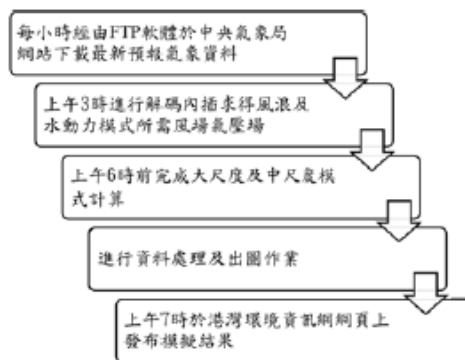 每小時經由FTP軟體於中央氣象局
網站下載最新預報氣象資料
上午3時進行解碼內插求得風浪及
水動力模式所需風場氣壓場
上午6時前完成大尺度及中尺度模
式計算
進行資料處理及出圖作業
上午7時於港灣環境資訊網網頁上
發布模擬結果